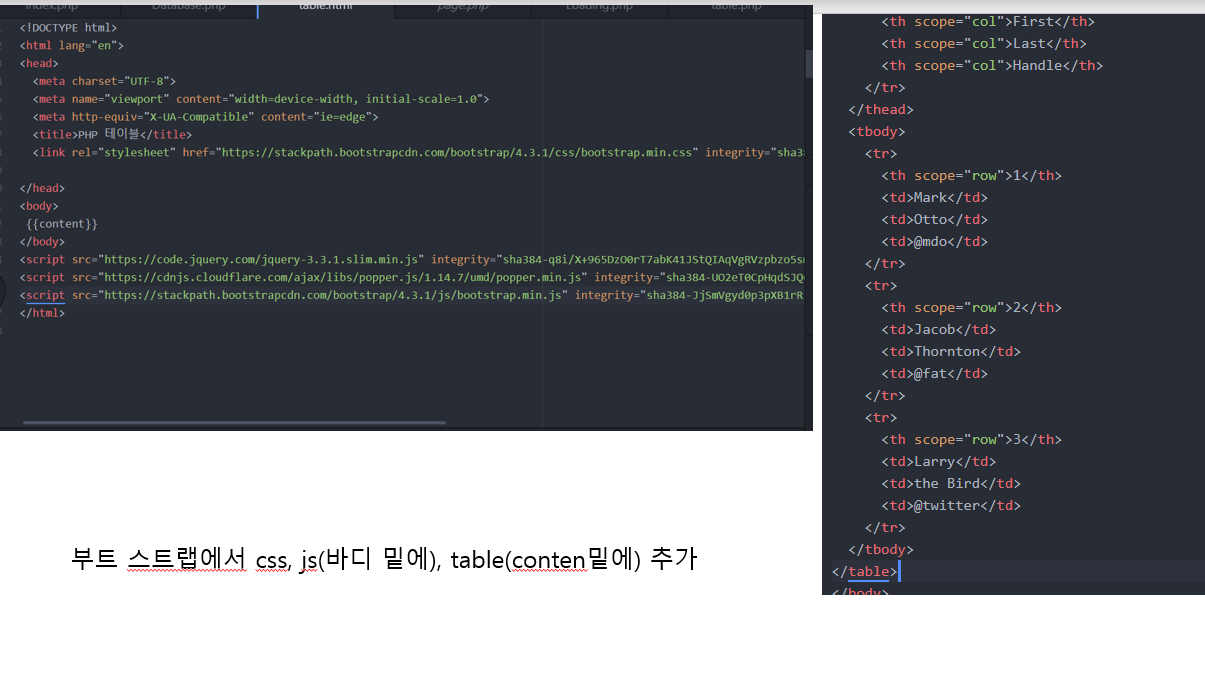 index.php Database.php table.html page.php Loading.php table.php
<!DOCTYPE html>
<html lang="en">
<head>
<meta charset="UTF-8">
<meta name="viewport" content="width=device-width, initial-scale=1.0">
<meta http-equiv="X-UA-Compatible" content="ie=edge">
<title>PHP 테이블</title>
<link rel="stylesheet" href="https://stackpath.bootstrapcdn.com/bootstrap/4.3.1/css/bootstrap.min.css" integrity="sha3
</head>
<body>
{{content}}
</body>
<script src="https://code.jquery.com/jquery-3.3.1.slim.min.js" integrity="sha384-q8i/X+965DzO0rT7abK41JStQIAqVgRVzpbzo5s
<script src="https://cdnjs.cloudflare.com/ajax/libs/popper.js/1.14.7/umd/popper.min.js" integrity="sha384-UO2eT0CpHqdSJQ
<script src="https://stackpath.bootstrapcdn.com/bootstrap/4.3.1/js/bootstrap.min.js" integrity="sha384-JjSmVgyd0p3pXB1rR
</html>
<th scope="col">First</th>
<th scope="col">Last</th>
<th scope="col">Handle</th>
</tr>
</thead>
<tbody>
<tr>
<th scope="row">1</th>
<td>Mark</td>
<td>Otto</td>
<td>@mdo</td>
</tr>
<tr>
<th scope="row">2</th>
<td>Jacob</td>
<td>Thornton</td>
<td>@fat</td>
</tr>
<tr>
<th scope="row">3</th>
<td>Larry</td>
<td>the Bird</td>
<td>@twitter</td>
</tr>
</tbody>
</table>
</body>
부트 스트랩에서 css, js(바디 밑에), table(conten밑에) 추가